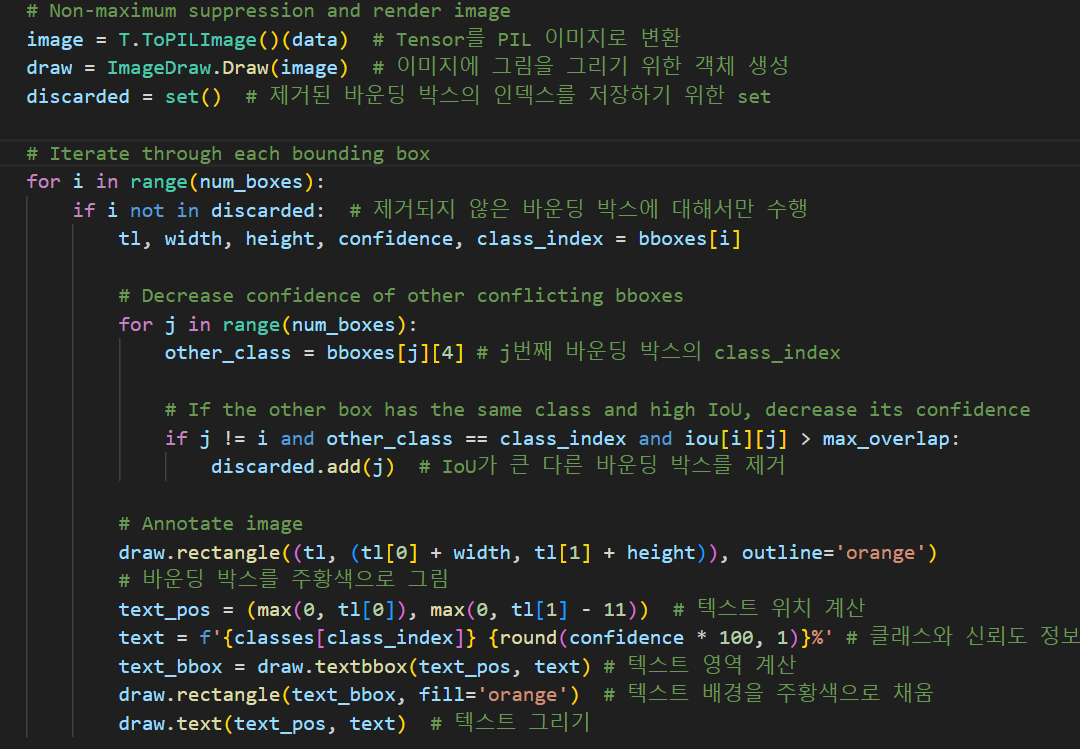 # Non-maximum suppression and render image
image = T.ToPILImage()(data)  # Tensor를 PIL 이미지로 변환
draw = ImageDraw.Draw(image)  # 이미지에 그림을 그리기 위한 객체 생성
discarded = set()  # 제거된 바운딩 박스의 인덱스를 저장하기 위한 set
# Iterate through each bounding box
for i in range(num_boxes):
    if i not in discarded:  # 제거되지 않은 바운딩 박스에 대해서만 수행
        tl, width, height, confidence, class_index = bboxes[i]
        # Decrease confidence of other conflicting bboxes
        for j in range(num_boxes):
            other_class = bboxes[j][4] # j번째 바운딩 박스의 class_index
            # If the other box has the same class and high IoU, decrease its confidence
            if j != i and other_class == class_index and iou[i][j] > max_overlap:
                discarded.add(j)  # IoU가 큰 다른 바운딩 박스를 제거
        # Annotate image
        draw.rectangle((tl, (tl[0] + width, tl[1] + height)), outline='orange')
        # 바운딩 박스를 주황색으로 그림
        text_pos = (max(0, tl[0]), max(0, tl[1] - 11))  # 텍스트 위치 계산
        text = f'{classes[class_index]} {round(confidence * 100, 1)}%' # 클래스와 신뢰도 정보
        text_bbox = draw.textbbox(text_pos, text) # 텍스트 영역 계산
        draw.rectangle(text_bbox, fill='orange')  # 텍스트 배경을 주황색으로 채움
        draw.text(text_pos, text)  # 텍스트 그리기